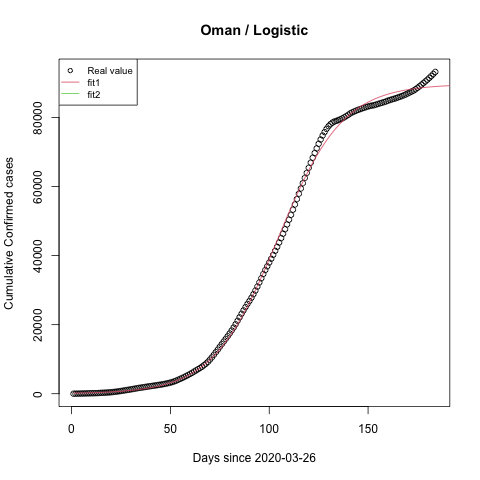 Oman / Logistic
Real value
fit1
fit2
Cumulative Confirmed cases
80000
60000
40000
20000
0
0 50 100 150
Days since 2020-03-26